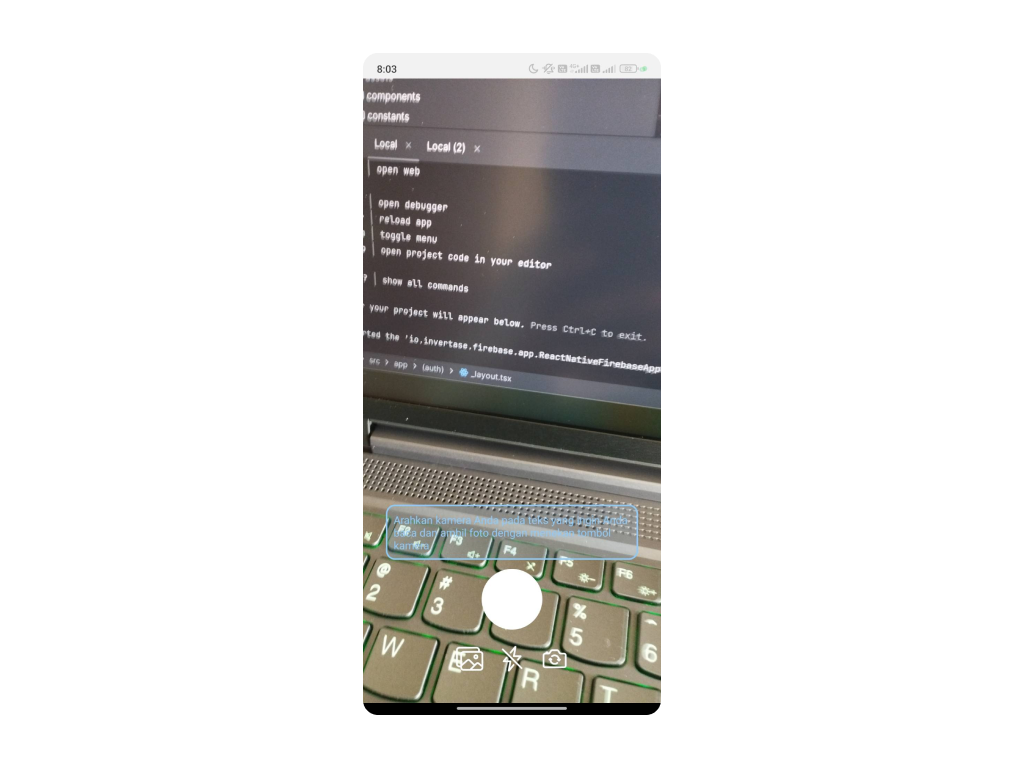 8:03
components
constants
Local × Local (2) ×
open web
open debugger
reload app
toggle menu
open project code in your editor
? | show all commands
your project will appear below. Press Ctrl+C to exit.
the 'io.invertase.firebase.app.ReactNativeFirebaseApp
src > app > (auth) > _layout.tsx
Arahkan kamera Anda pada teks yang ingin Anda
baca dan ambil foto dengan menekan tombol
kamera
F2 F3 F4 F5 F6
@ # % ^
2 3 5 6
W E R T